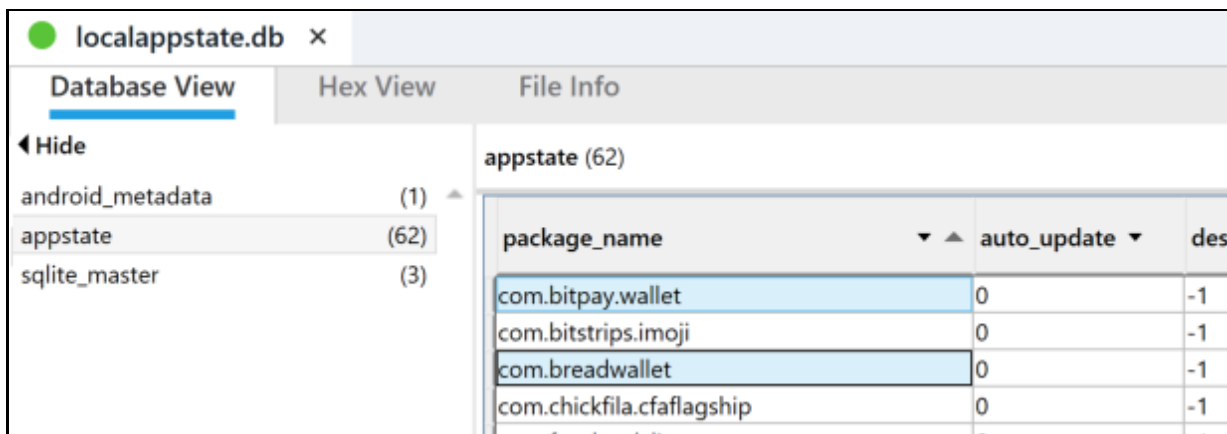 localappstate.db ×
Database View Hex View File Info
Hide
android_metadata (1)
appstate (62)
sqlite_master (3)
appstate (62)
package_name auto_update des
com.bitpay.wallet 0 -1
com.bitstrips.imoji 0 -1
com.breadwallet 0 -1
com.chickfila.cfaflagship 0 -1